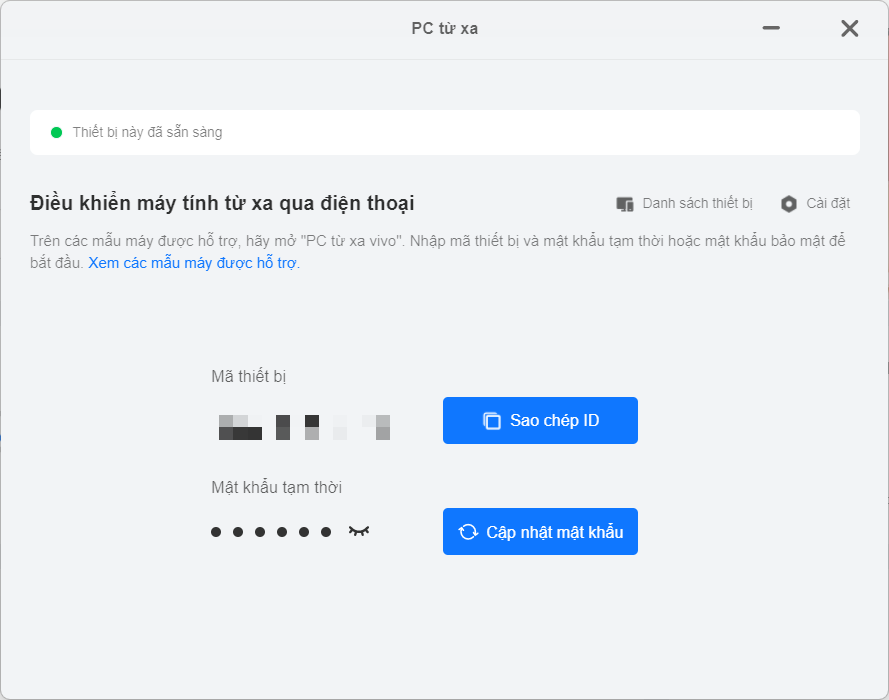 PC từ xa
Thiết bị này đã sẵn sàng
Điều khiển máy tính từ xa qua điện thoại
Danh sách thiết bị
Cài đặt
Trên các mẫu máy được hỗ trợ, hãy mở "PC từ xa vivo". Nhập mã thiết bị và mật khẩu tạm thời hoặc mật khẩu bảo mật để
bắt đầu. Xem các mẫu máy được hỗ trợ.
Mã thiết bị
Sao chép ID
Mật khẩu tạm thời
Cập nhật mật khẩu